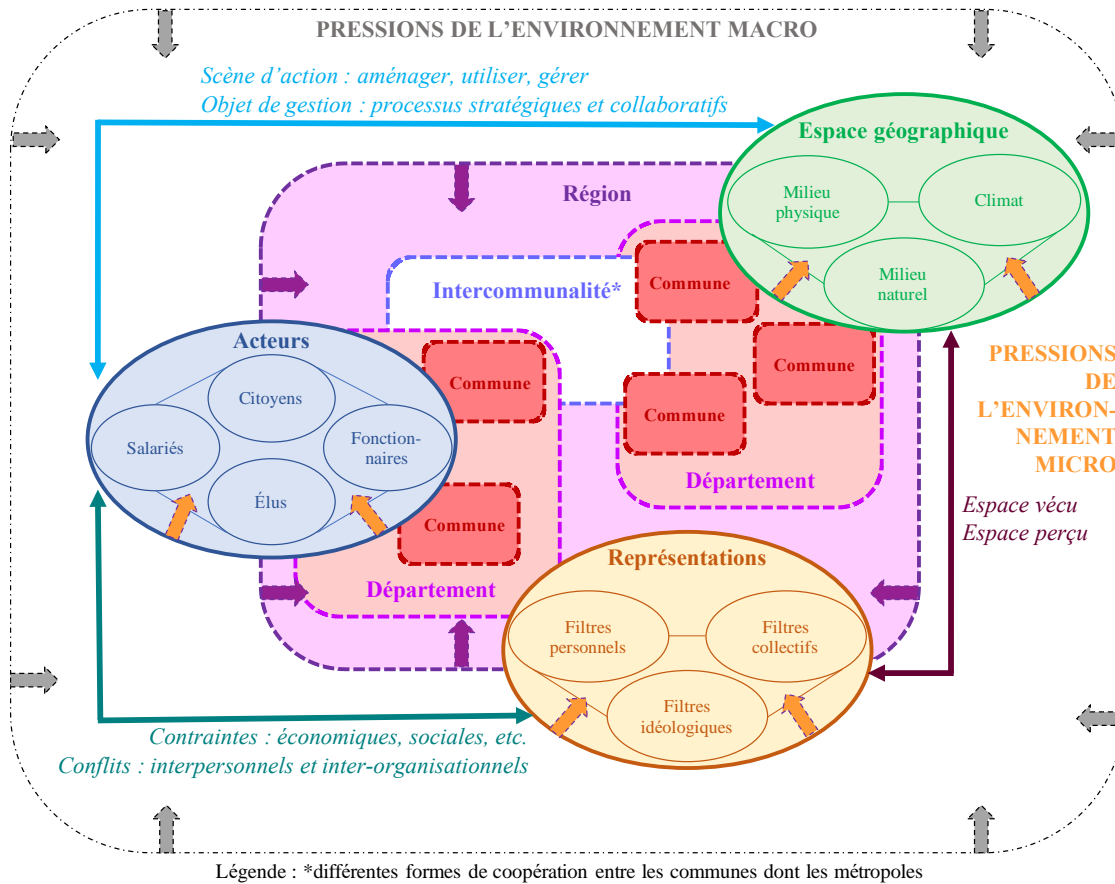 PRESSIONS DE L'ENVIRONNEMENT MACRO
Scène d'action : aménager, utiliser, gérer
Objet de gestion : processus stratégiques et collaboratifs
Espace géographique
Milieu
physique
Climat
Milieu
naturel
Région
Intercommunalité*
Commune
Commune
Commune
Département
Acteurs
Citoyens
Salariés
Fonction-
naires
Élus
Commune
Commune
Département
PRESSIONS
DE
L'ENVIRON-
NEMENT
MICRO
Espace vécu
Espace perçu
Représentations
Filtres
personnels
Filtres
collectifs
Filtres
idéologiques
Contraintes : économiques, sociales, etc.
Conflits : interpersonnels et inter-organisationnels
Légende : *différentes formes de coopération entre les communes dont les métropoles